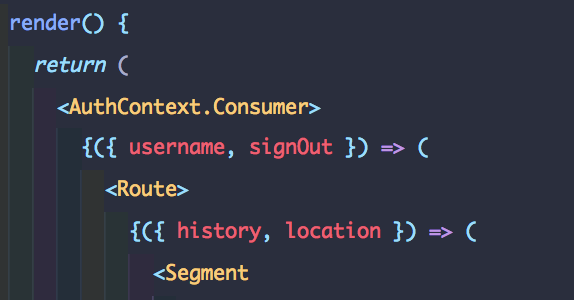 render() {
return (
<AuthContext.Consumer>
{({ username, signOut }) => (
<Route>
{({ history, location }) => (
<Segment